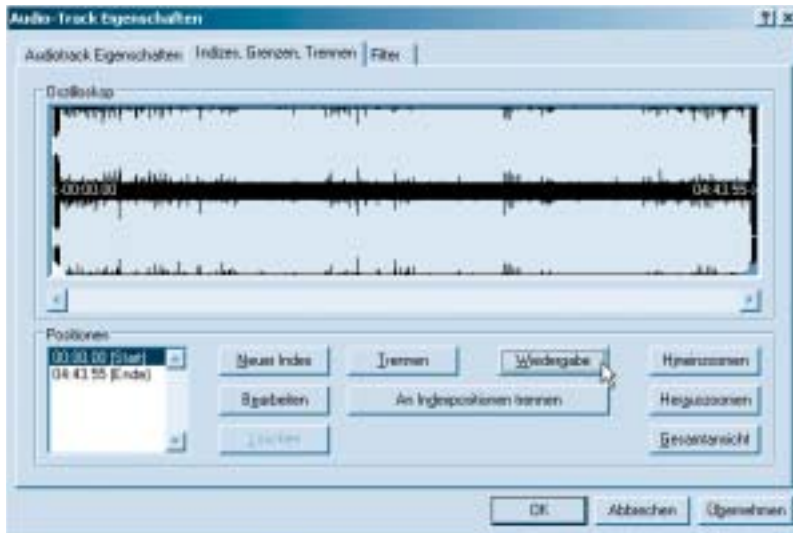 Audio-Track Eigenschaften
Audiotrack Eigenschaften Indizes, Grenzen, Trennen Filter
Oszilloskop
00:00.00 04:43.55
Positionen
00:00.00 (Start)
04:43.55 (Ende)
Neuer Index Trennen Wiedergabe Hineinzoomen
Bearbeiten An Indexpositionen trennen Herauszoomen
Löschen Gesamtansicht
OK Abbrechen Übernehmen